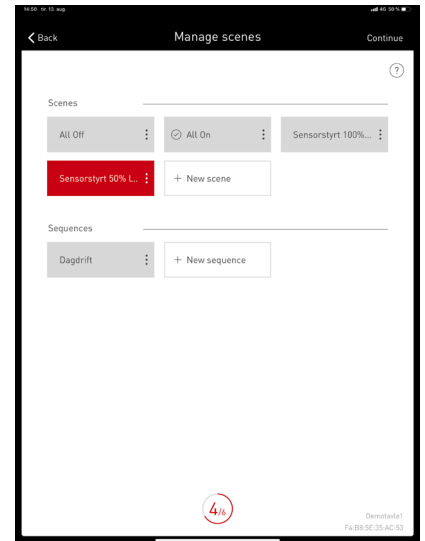 14:50 tir. 13. aug.
4G 50 %
Back
Manage scenes
Continue
?
Scenes
All Off
All On
Sensorstyrt 100%...
Sensorstyrt 50% L..
+ New scene
Sequences
Dagdrift
+ New sequence
4/6
Demotavle1
F4:B8:5E:35:AC:53